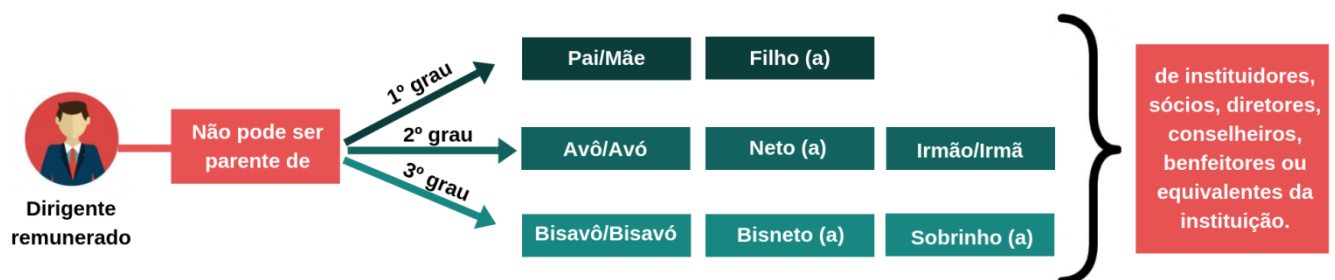 Dirigente
remunerado
Não pode ser
parente de
1º grau
Pai/Mãe
Filho (a)
2º grau
Avô/Avó
Neto (a)
Irmão/Irmã
3º grau
Bisavô/Bisavó
Bisneto (a)
Sobrinho (a)
de instituidores,
sócios, diretores,
conselheiros,
benfeitores ou
equivalentes da
instituição.